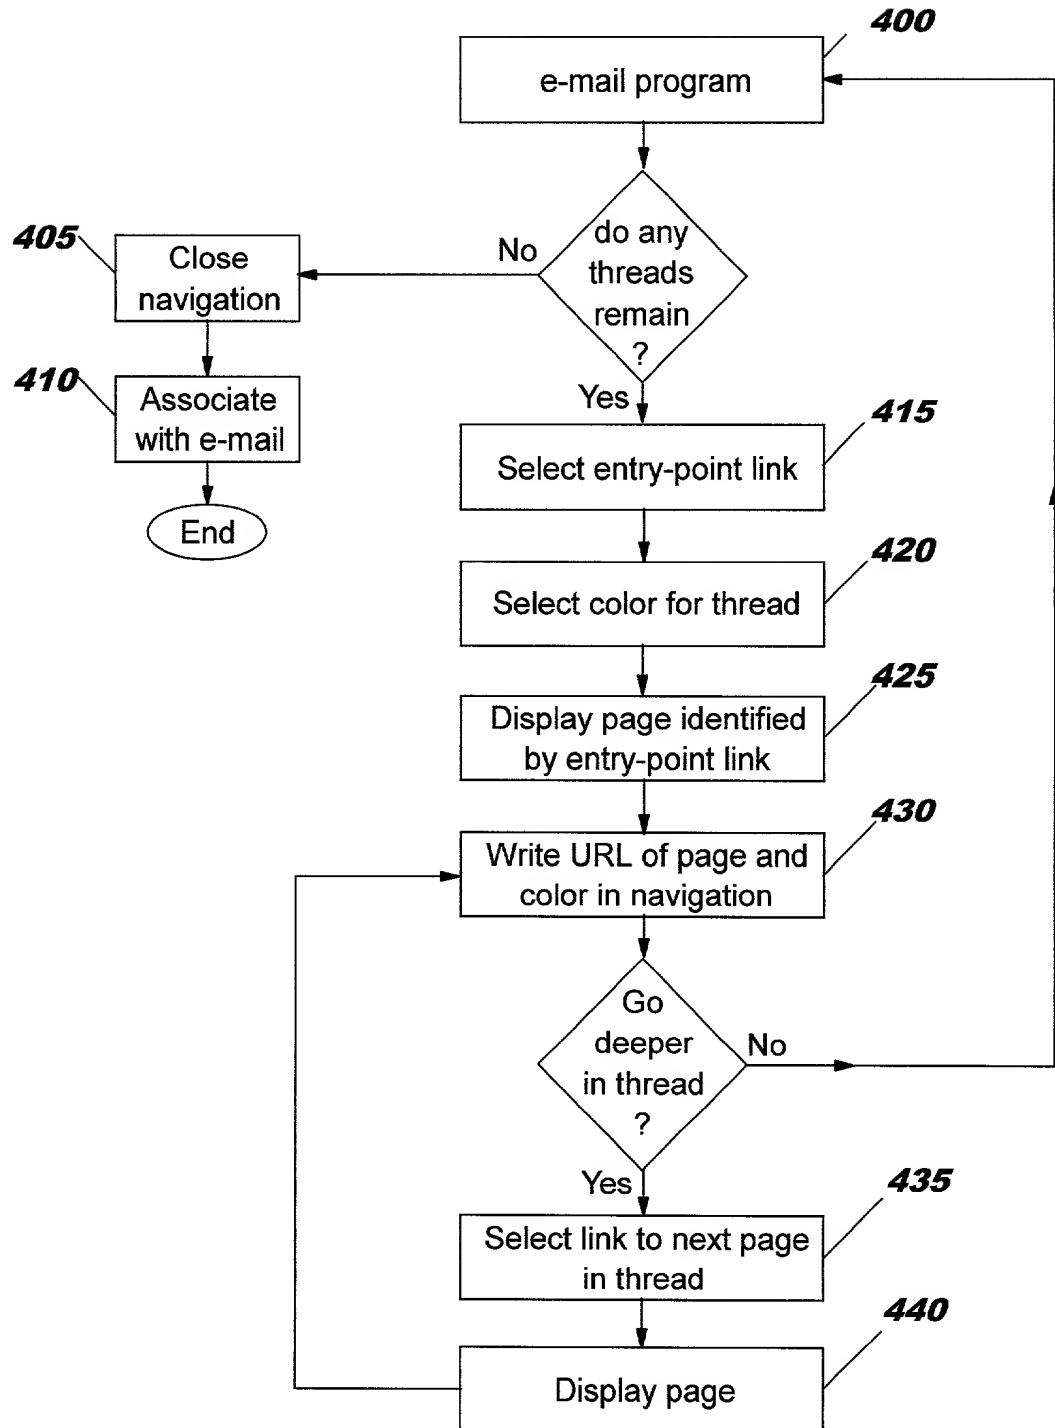 400
e-mail program
do any
threads
remain
?
No
Yes
405
Close
navigation
410
Associate
with e-mail
End
415
Select entry-point link
420
Select color for thread
425
Display page identified
by entry-point link
430
Write URL of page and
color in navigation
Go
deeper
in thread
?
No
Yes
435
Select link to next page
in thread
440
Display page